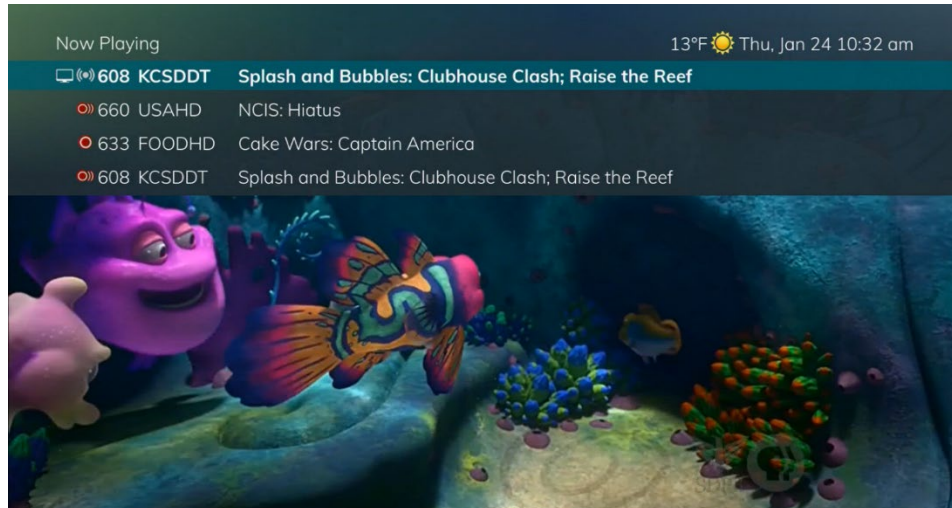 Now Playing 13°F Thu, Jan 24 10:32 am
608 KCSDDT Splash and Bubbles: Clubhouse Clash; Raise the Reef
660 USAHD NCIS: Hiatus
633 FOODHD Cake Wars: Captain America
608 KCSDDT Splash and Bubbles: Clubhouse Clash; Raise the Reef